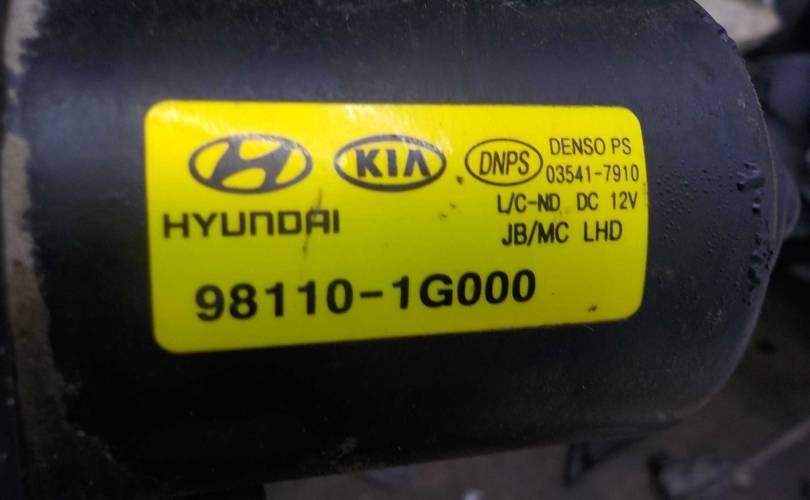 HYUNDAI
KIA
DNPS
DENSO PS
03541-7910
L/C-ND DC 12V
JB/MC LHD
98110-1G000